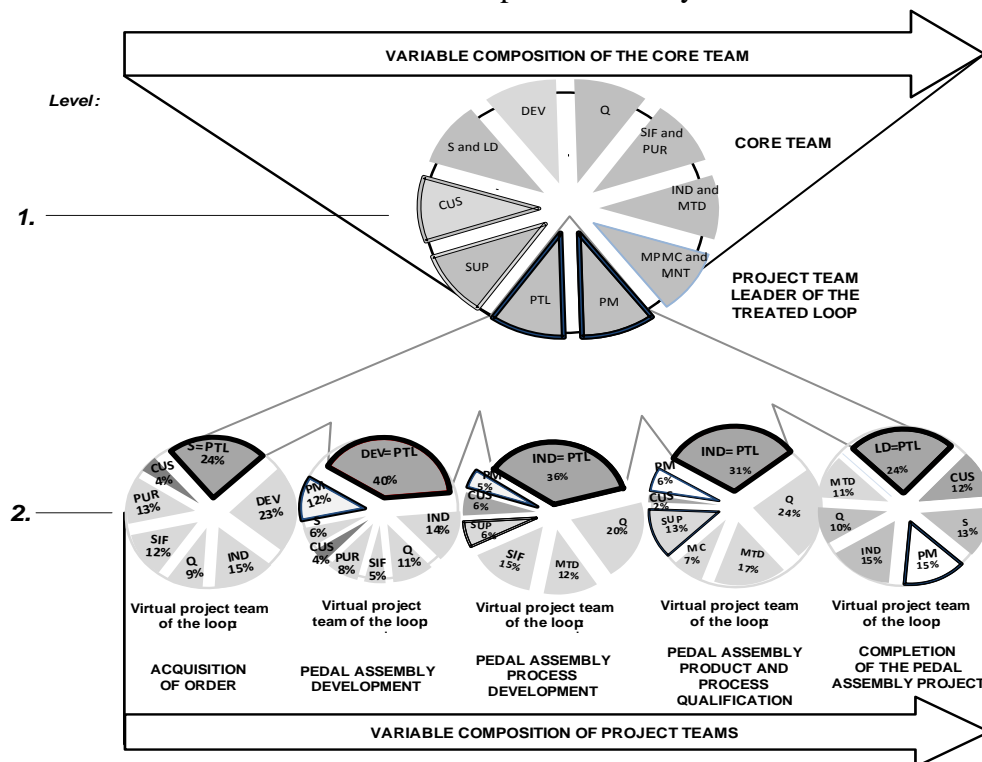 VARIABLE COMPOSITION OF THE CORE TEAM
Level:
DEV
Q
S and LD
SIF and
PUR
CORE TEAM
CUS
IND and
MTD
1.
SUP
MPMC and
MNT
PTL
PM
PROJECT TEAM
LEADER OF THE
TREATED LOOP
2.
S=PTL
24%
CUS
4%
PUR
13%
DEV
23%
SIF
12%
Q
9%
IND
15%
Virtual project team
of the loop:
ACQUISITION
OF ORDER
DEV=PTL
40%
PM
12%
S
6%
CUS
4%
PUR
8%
SIF
5%
Q
11%
IND
14%
Virtual project
team of the loop:
PEDAL ASSEMBLY
DEVELOPMENT
IND= PTL
36%
PM
5%
CUS
6%
SUP
6%
SIF
15%
MTD
12%
Q
20%
Virtual project team
of the loop:
PEDAL ASSEMBLY
PROCESS
DEVELOPMENT
IND= PTL
31%
PM
6%
CUS
2%
SUP
13%
MC
7%
MTD
17%
Q
24%
Virtual project team
of the loop:
PEDAL ASSEMBLY
PRODUCT AND
PROCESS
QUALIFICATION
LD=PTL
24%
MTD
11%
CUS
12%
Q
10%
S
13%
IND
15%
PM
15%
Virtual project team
of the loop:
COMPLETION
OF THE PEDAL
ASSEMBLY PROJECT
VARIABLE COMPOSITION OF PROJECT TEAMS